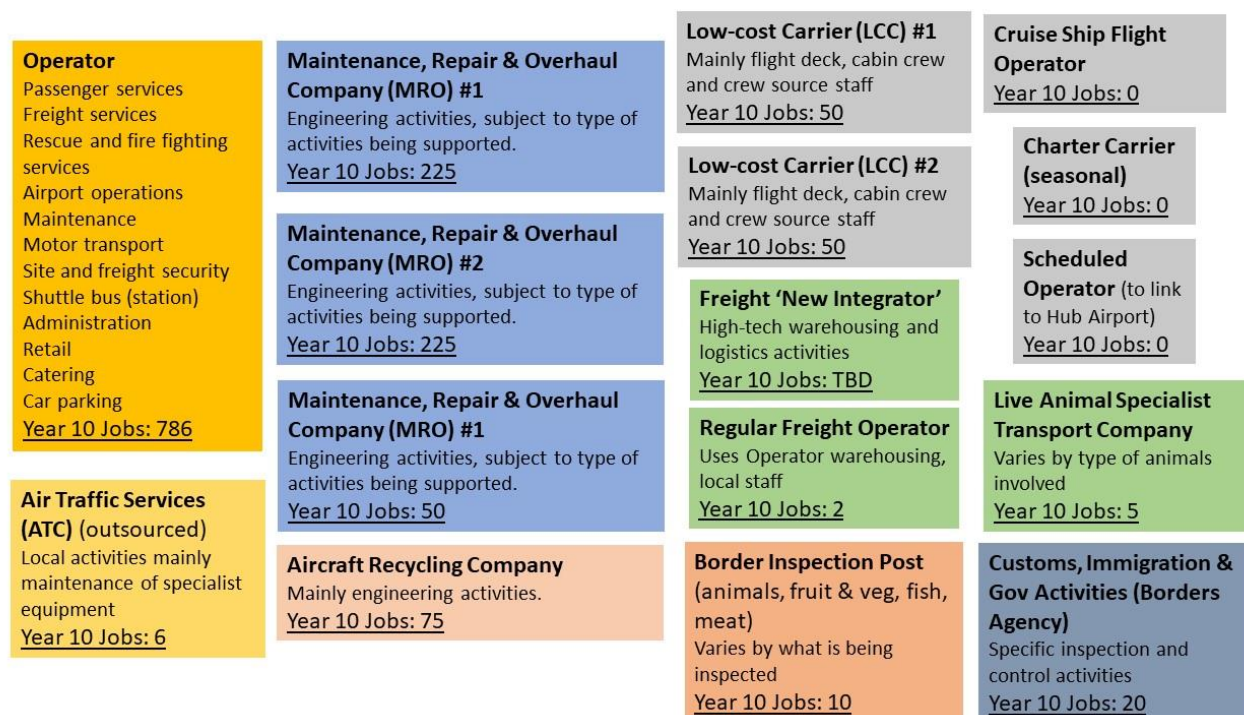 Operator
Passenger services
Freight services
Rescue and fire fighting
services
Airport operations
Maintenance
Motor transport
Site and freight security
Shuttle bus (station)
Administration
Retail
Catering
Car parking
Year 10 Jobs: 786
Air Traffic Services
(ATC) (outsourced)
Local activities mainly
maintenance of specialist
equipment
Year 10 Jobs: 6
Maintenance, Repair & Overhaul
Company (MRO) #1
Engineering activities, subject to type of
activities being supported.
Year 10 Jobs: 225
Maintenance, Repair & Overhaul
Company (MRO) #2
Engineering activities, subject to type of
activities being supported.
Year 10 Jobs: 225
Maintenance, Repair & Overhaul
Company (MRO) #1
Engineering activities, subject to type of
activities being supported.
Year 10 Jobs: 50
Aircraft Recycling Company
Mainly engineering activities.
Year 10 Jobs: 75
Low-cost Carrier (LCC) #1
Mainly flight deck, cabin crew
and crew source staff
Year 10 Jobs: 50
Low-cost Carrier (LCC) #2
Mainly flight deck, cabin crew
and crew source staff
Year 10 Jobs: 50
Freight ‘New Integrator’
High-tech warehousing and
logistics activities
Year 10 Jobs: TBD
Regular Freight Operator
Uses Operator warehousing,
local staff
Year 10 Jobs: 2
Border Inspection Post
(animals, fruit & veg, fish,
meat)
Varies by what is being
inspected
Year 10 Jobs: 10
Cruise Ship Flight
Operator
Year 10 Jobs: 0
Charter Carrier
(seasonal)
Year 10 Jobs: 0
Scheduled
Operator (to link
to Hub Airport)
Year 10 Jobs: 0
Live Animal Specialist
Transport Company
Varies by type of animals
involved
Year 10 Jobs: 5
Customs, Immigration &
Gov Activities (Borders
Agency)
Specific inspection and
control activities
Year 10 Jobs: 20